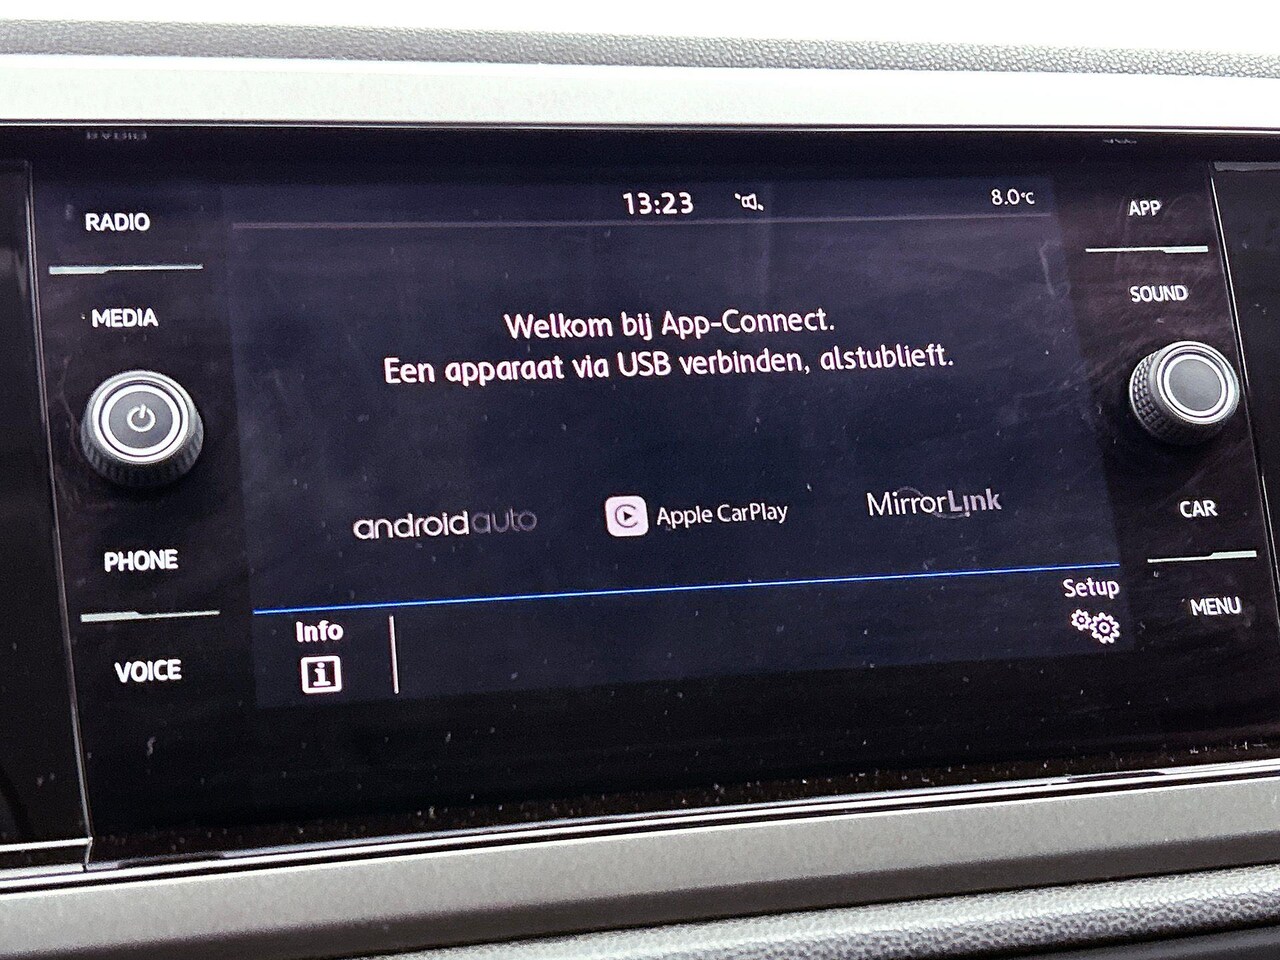 13:23
8.0°C
RADIO
MEDIA
PHONE
VOICE
Welkom bij App-Connect.
Een apparaat via USB verbinden, alstublieft.
androidauto
Apple CarPlay
MirrorLink
Info
Setup
APP
SOUND
CAR
MENU